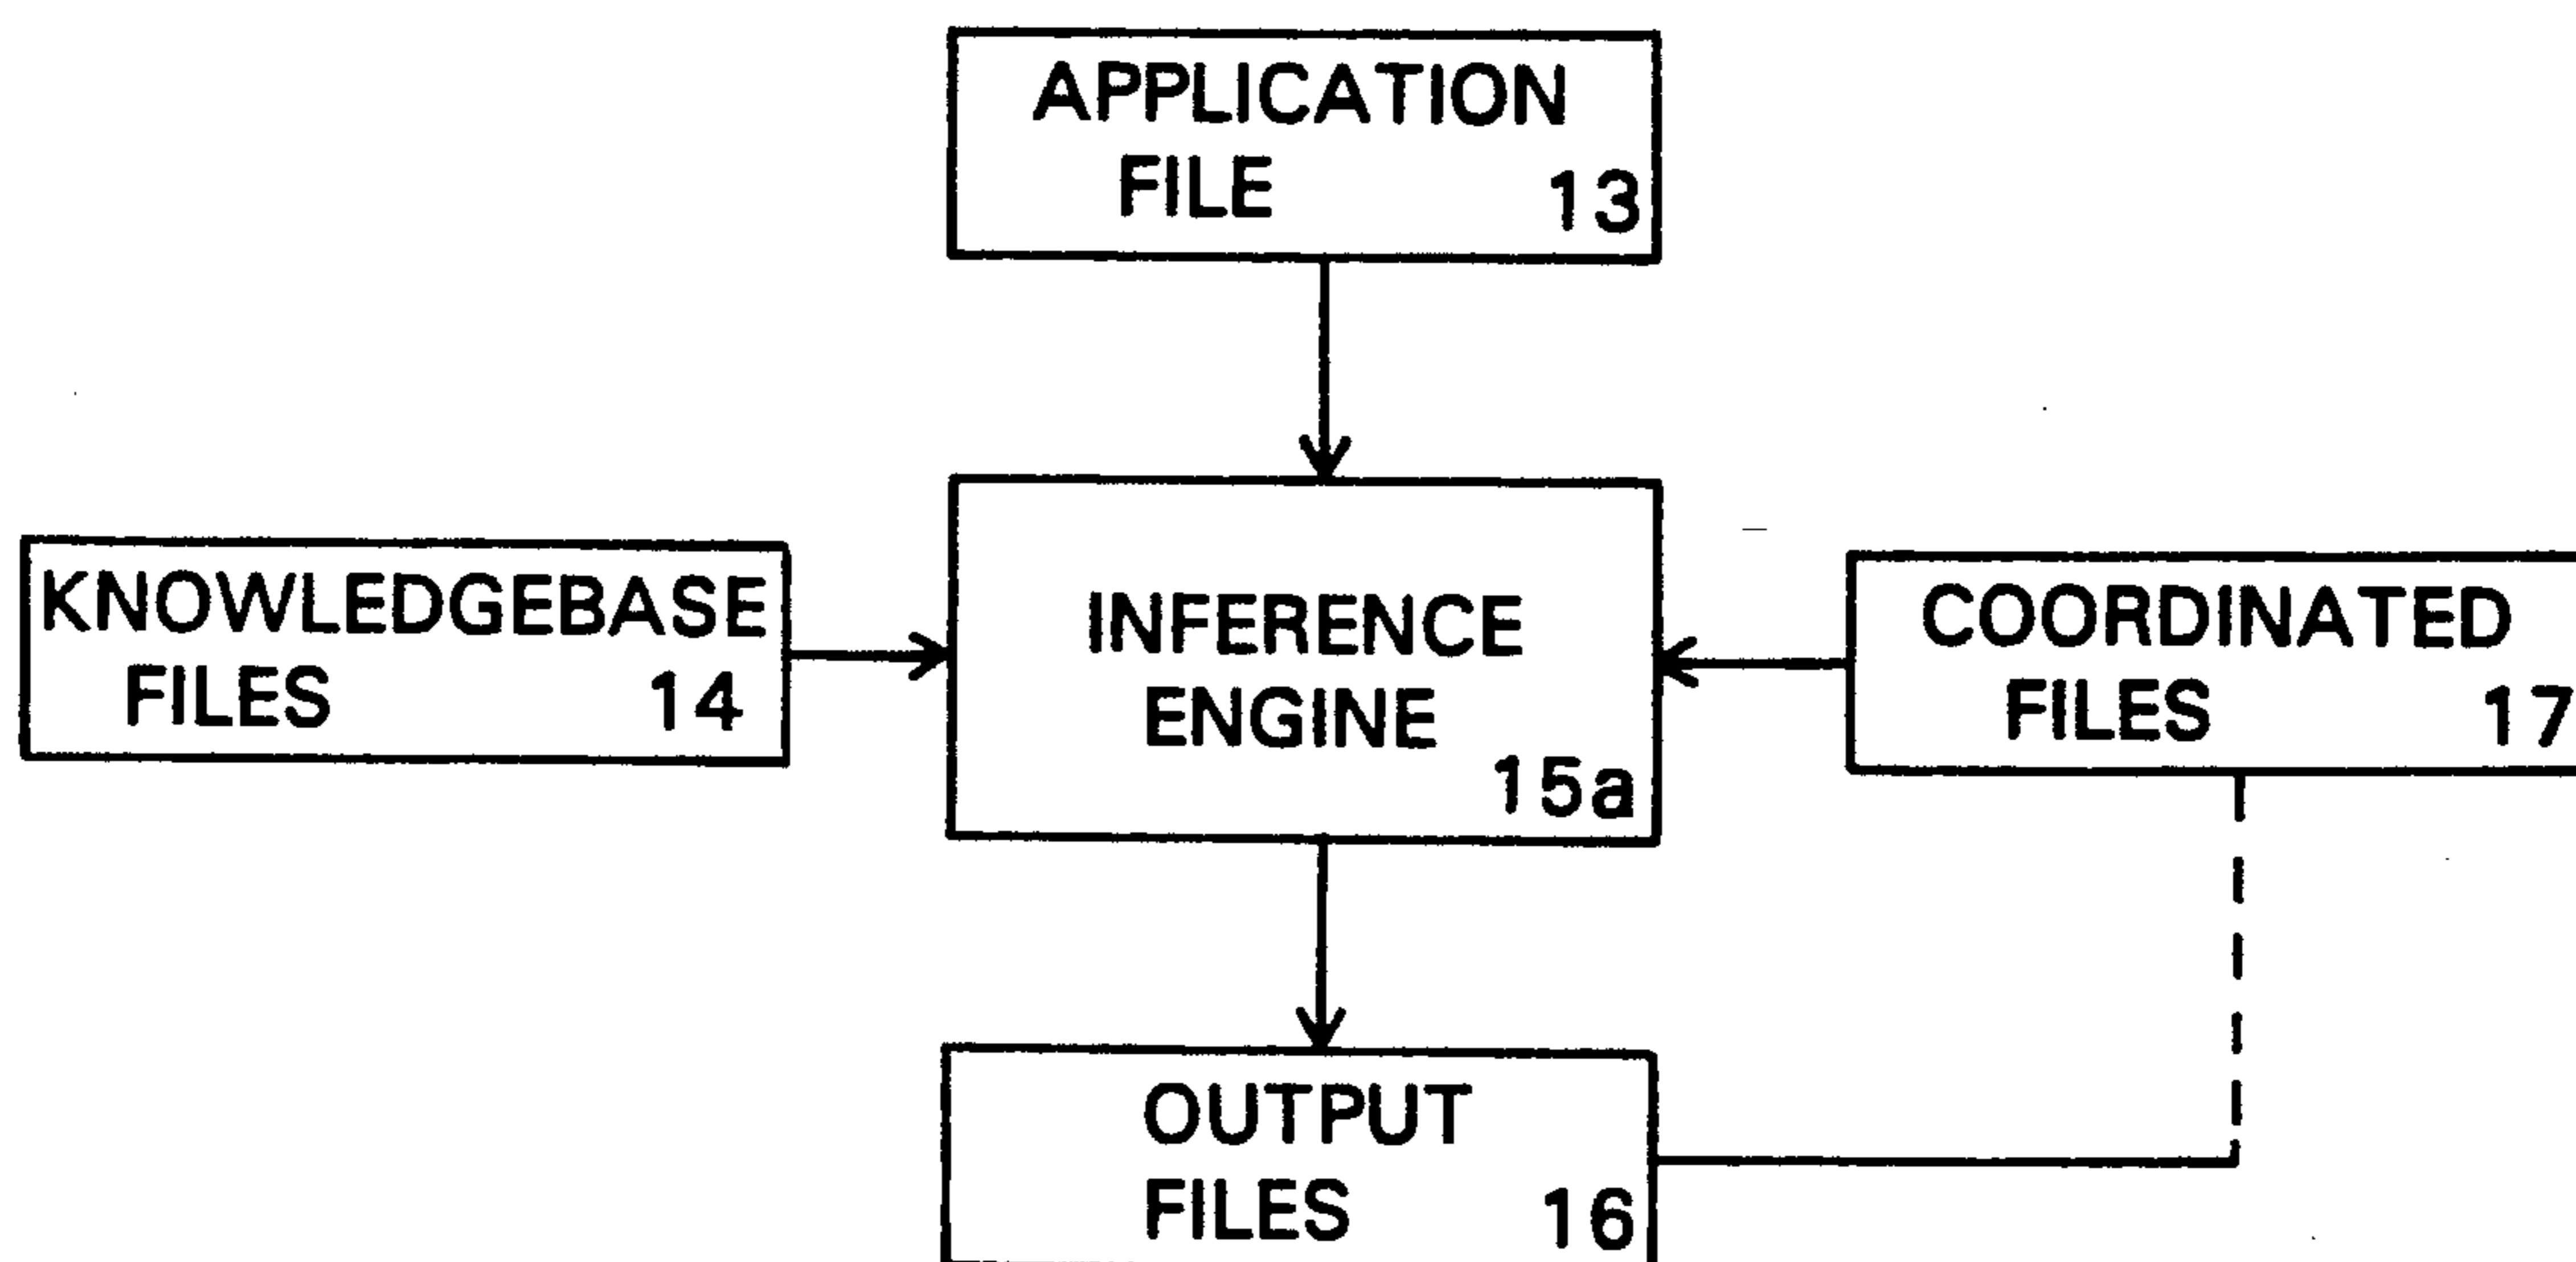 APPLICATION
FILE 13
KNOWLEDGEBASE
FILES 14
INFERENCE
ENGINE
15a
COORDINATED
FILES 17
OUTPUT
FILES 16